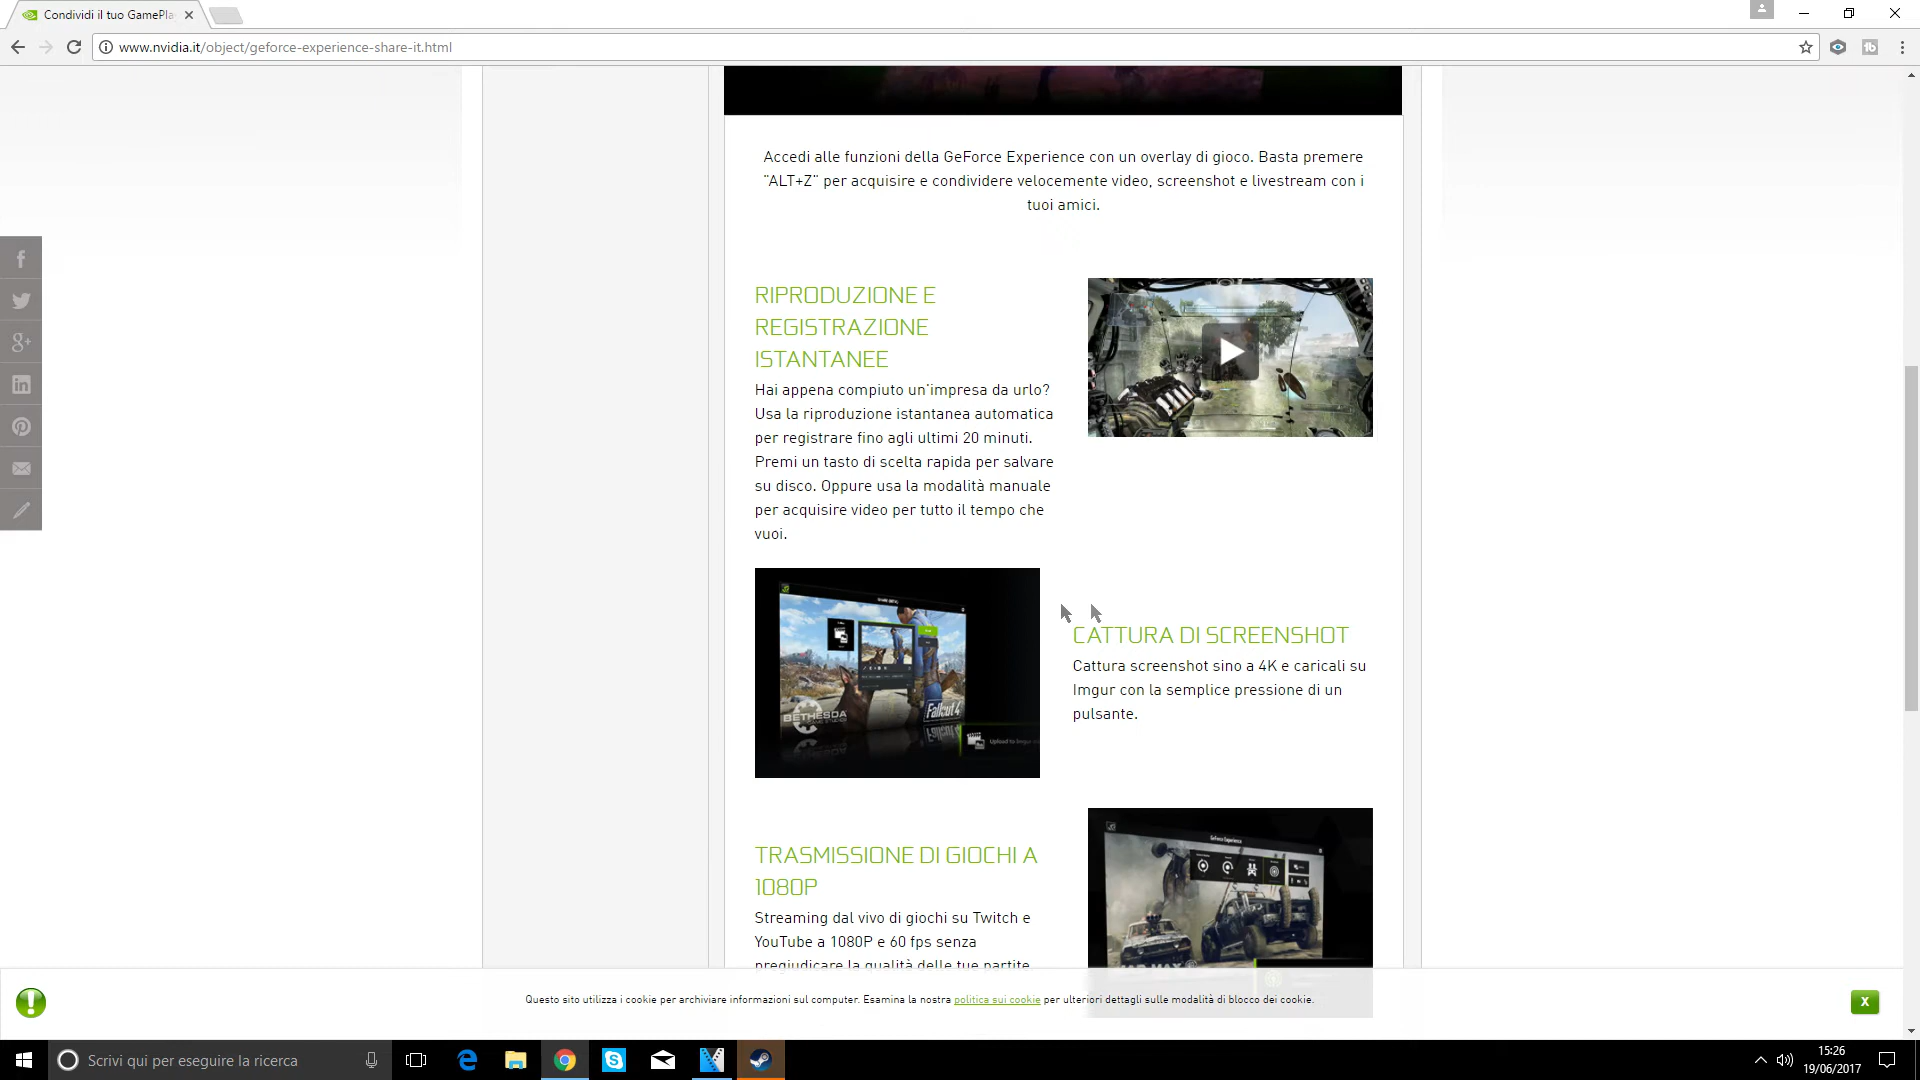 Condividi il tuo GamePla
www.nvidia.it/object/geforce-experience-share-it.html
Accedi alle funzioni della GeForce Experience con un overlay di gioco. Basta premere
"ALT+Z" per acquisire e condividere velocemente video, screenshot e livestream con i
tuoi amici.
RIPRODUZIONE E
REGISTRAZIONE
ISTANTANEE
Hai appena compiuto un'impresa da urlo?
Usa la riproduzione istantanea automatica
per registrare fino agli ultimi 20 minuti.
Premi un tasto di scelta rapida per salvare
su disco. Oppure usa la modalità manuale
per acquisire video per tutto il tempo che
vuoi.
BETHESDA
Fallout 4
CATTURA DI SCREENSHOT
Cattura screenshot sino a 4K e caricali su
Imgur con la semplice pressione di un
pulsante.
TRASMISSIONE DI GIOCHI A
1080P
Streaming dal vivo di giochi su Twitch e
YouTube a 1080P e 60 fps senza
pregiudicare la qualità delle tue partite.
GeForce Experience
Questo sito utilizza i cookie per archiviare informazioni sul computer. Esamina la nostra politica sui cookie per ulteriori dettagli sulle modalità di blocco dei cookie.
X
Scrivi qui per eseguire la ricerca
15:26
19/06/2017